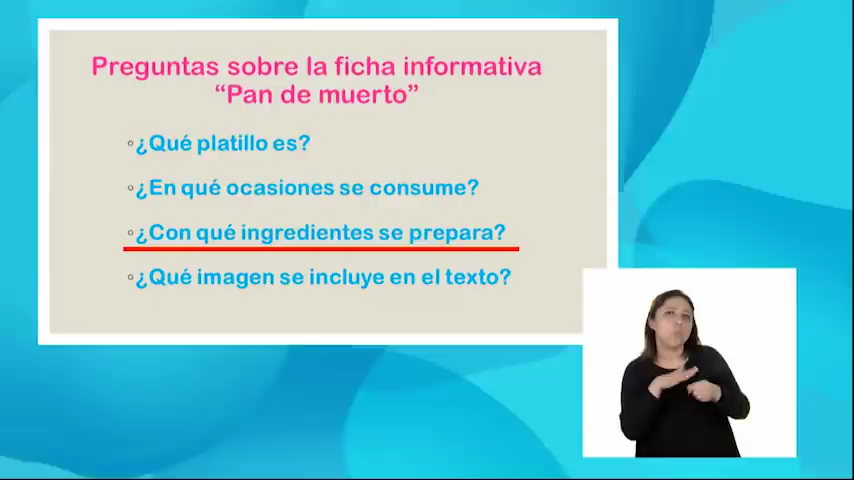 Preguntas sobre la ficha informativa
“Pan de muerto”
◦¿Qué platillo es?
◦¿En qué ocasiones se consume?
◦¿Con qué ingredientes se prepara?
◦¿Qué imagen se incluye en el texto?